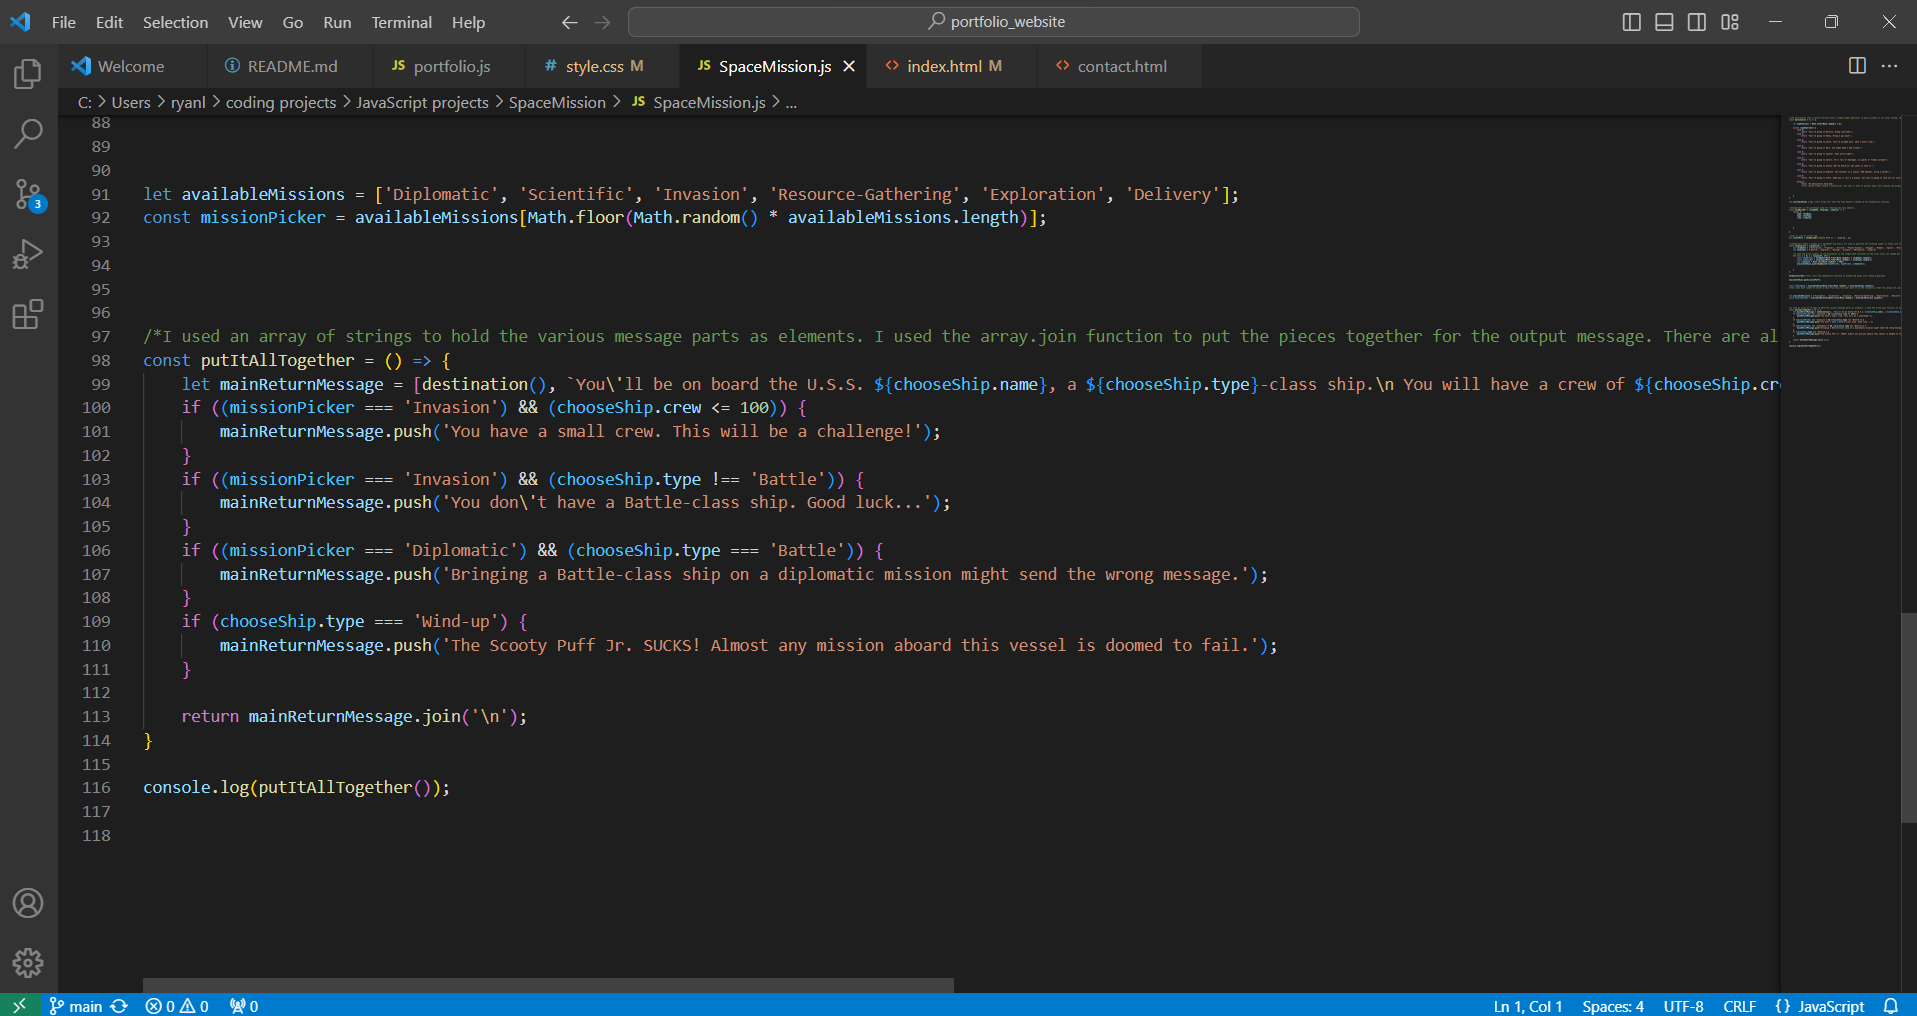 File Edit Selection View Go Run Terminal Help portfolio_website
Welcome README.md JS portfolio.js # style.css M JS SpaceMission.js <> index.html M <> contact.html
C: > Users > ryanl > coding projects > JavaScript projects > SpaceMission > JS SpaceMission.js > ...
88
89
90
91 let availableMissions = ['Diplomatic', 'Scientific', 'Invasion', 'Resource-Gathering', 'Exploration', 'Delivery'];
92 const missionPicker = availableMissions[Math.floor(Math.random() * availableMissions.length)];
93
94
95
96
97 /*I used an array of strings to hold the various message parts as elements. I used the array.join function to put the pieces together for the output message. There are al
98 const putItAllTogether = () => {
99 let mainReturnMessage = [destination(), `You\'ll be on board the U.S.S. ${chooseShip.name}, a ${chooseShip.type}-class ship.\n You will have a crew of ${chooseShip.cre
100 if ((missionPicker === 'Invasion') && (chooseShip.crew <= 100)) {
101 mainReturnMessage.push('You have a small crew. This will be a challenge!');
102 }
103 if ((missionPicker === 'Invasion') && (chooseShip.type !== 'Battle')) {
104 mainReturnMessage.push('You don\'t have a Battle-class ship. Good luck...');
105 }
106 if ((missionPicker === 'Diplomatic') && (chooseShip.type === 'Battle')) {
107 mainReturnMessage.push('Bringing a Battle-class ship on a diplomatic mission might send the wrong message.');
108 }
109 if (chooseShip.type === 'Wind-up') {
110 mainReturnMessage.push('The Scooty Puff Jr. SUCKS! Almost any mission aboard this vessel is doomed to fail.');
111 }
112
113 return mainReturnMessage.join('\n');
114 }
115
116 console.log(putItAllTogether());
117
118
3
main 0 0 0 Ln 1, Col 1 Spaces: 4 UTF-8 CRLF {} JavaScript